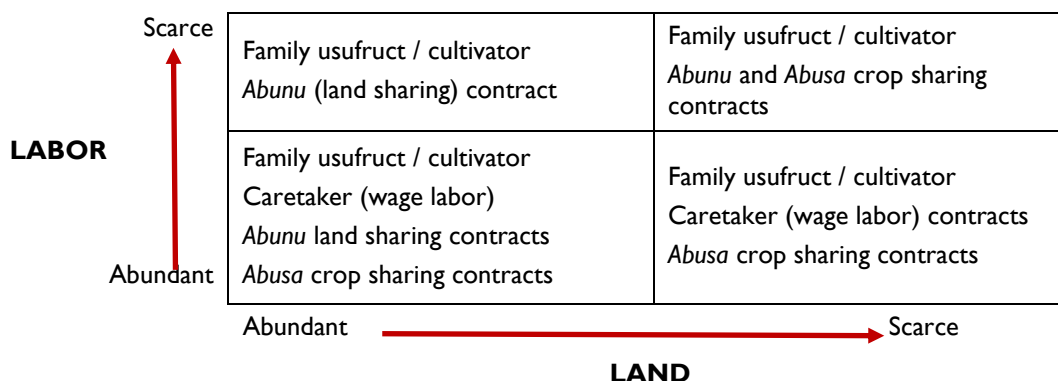 Scarce
Family usufruct / cultivator
Abunu (land sharing) contract
Family usufruct / cultivator
Abunu and Abusa crop sharing
contracts
LABOR
Family usufruct / cultivator
Caretaker (wage labor)
Abunu land sharing contracts
Abusa crop sharing contracts
Family usufruct / cultivator
Caretaker (wage labor) contracts
Abusa crop sharing contracts
Abundant
Abundant
Scarce
LAND